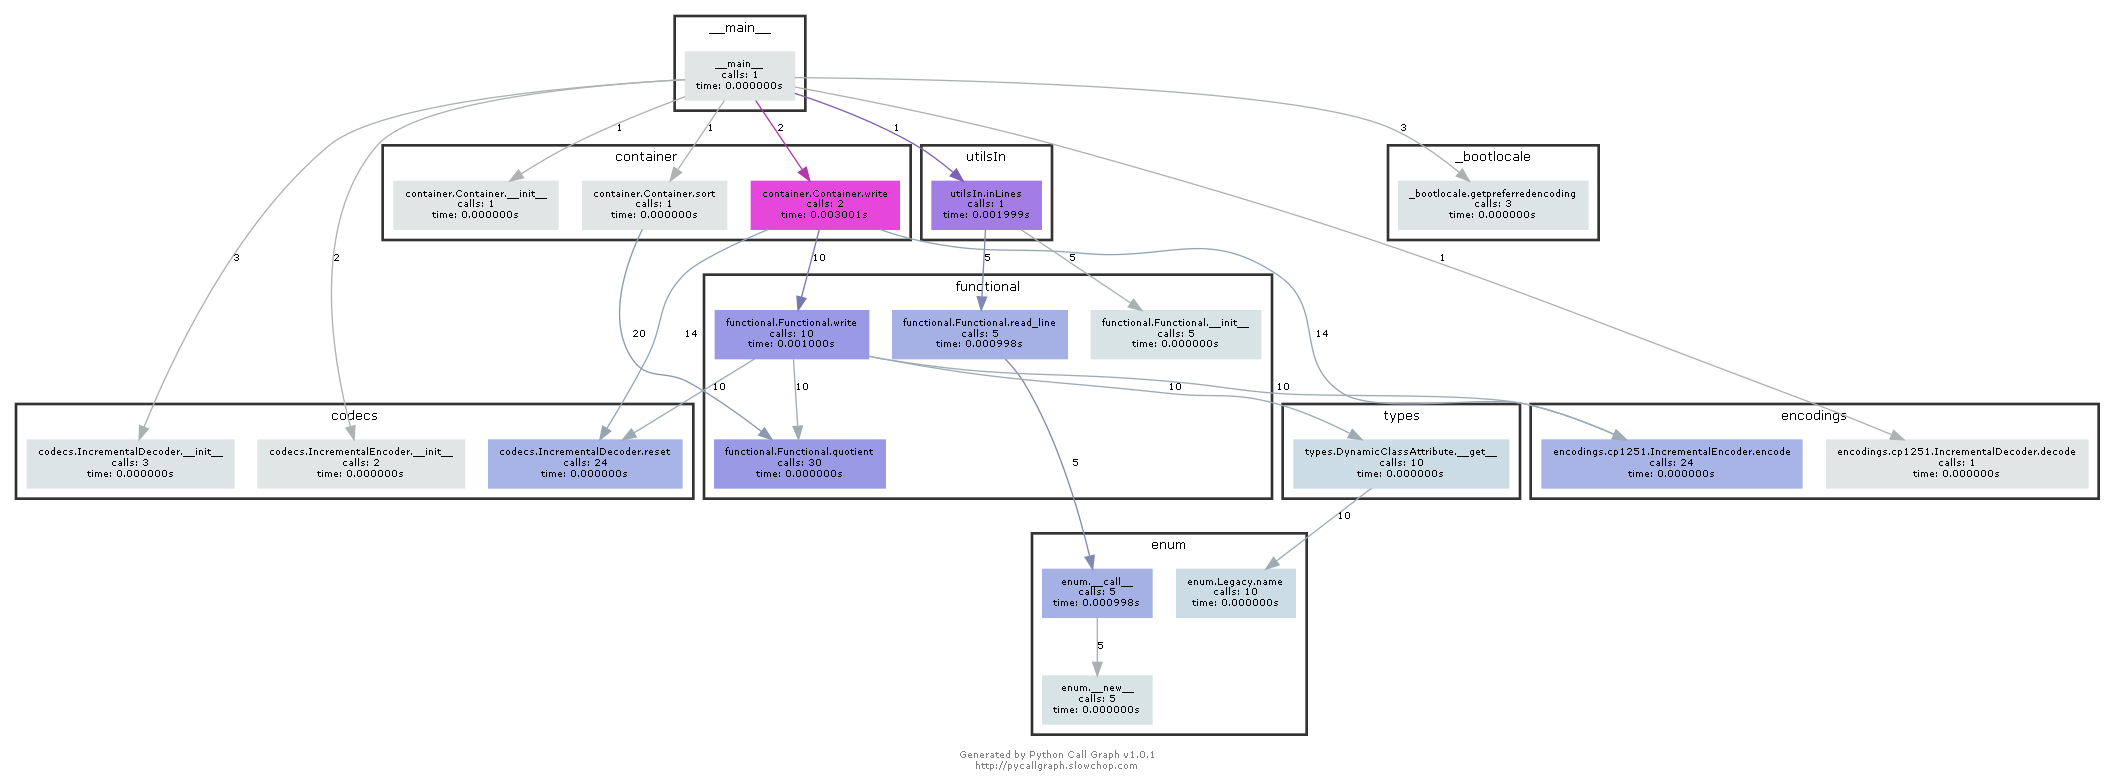 __main__
__main__
calls: 1
time: 0.000000s
1
1
2
1
3
container
utilsIn
_bootlocale
container.Container.__init__
calls: 1
time: 0.000000s
container.Container.sort
calls: 1
time: 0.000000s
container.Container.write
calls: 2
time: 0.003001s
utilsIn.inLines
calls: 1
time: 0.001999s
_bootlocale.getpreferredencoding
calls: 3
time: 0.000000s
3
2
10
5
5
1
functional
functional.Functional.write
calls: 10
time: 0.001000s
functional.Functional.read_line
calls: 5
time: 0.000998s
functional.Functional.__init__
calls: 5
time: 0.000000s
20
14
14
10
10
10
10
codecs
types
encodings
codecs.IncrementalDecoder.__init__
calls: 3
time: 0.000000s
codecs.IncrementalEncoder.__init__
calls: 2
time: 0.000000s
codecs.IncrementalDecoder.reset
calls: 24
time: 0.000000s
functional.Functional.quotient
calls: 30
time: 0.000000s
types.DynamicClassAttribute.__get__
calls: 10
time: 0.000000s
encodings.cp1251.IncrementalEncoder.encode
calls: 24
time: 0.000000s
encodings.cp1251.IncrementalDecoder.decode
calls: 1
time: 0.000000s
5
10
enum
enum.__call__
calls: 5
time: 0.000998s
enum.Legacy.name
calls: 10
time: 0.000000s
5
enum.__new__
calls: 5
time: 0.000000s
Generated by Python Call Graph v1.0.1
http://pycallgraph.slowchop.com